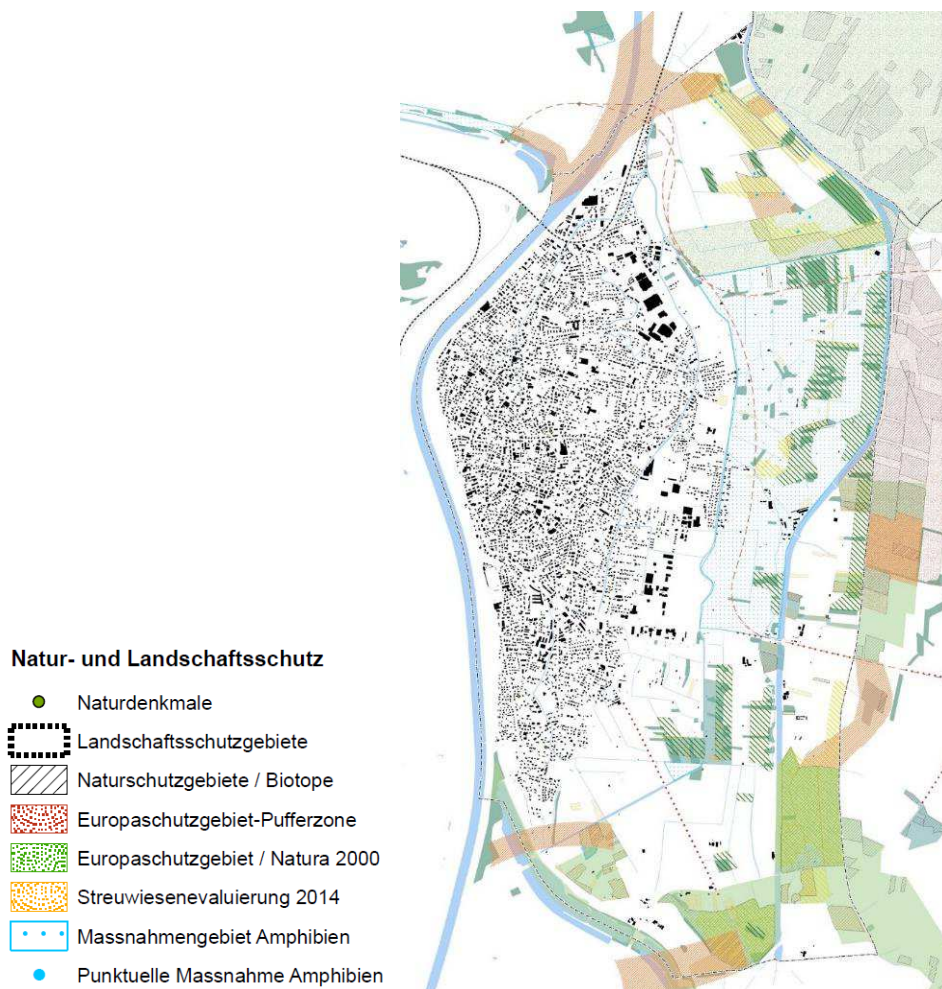 Natur- und Landschaftsschutz
Naturdenkmale
Landschaftsschutzgebiete
Naturschutzgebiete / Biotope
Europaschutzgebiet-Pufferzone
Europaschutzgebiet / Natura 2000
Streuwiesenevaluierung 2014
Massnahmengebiet Amphibien
Punktuelle Massnahme Amphibien